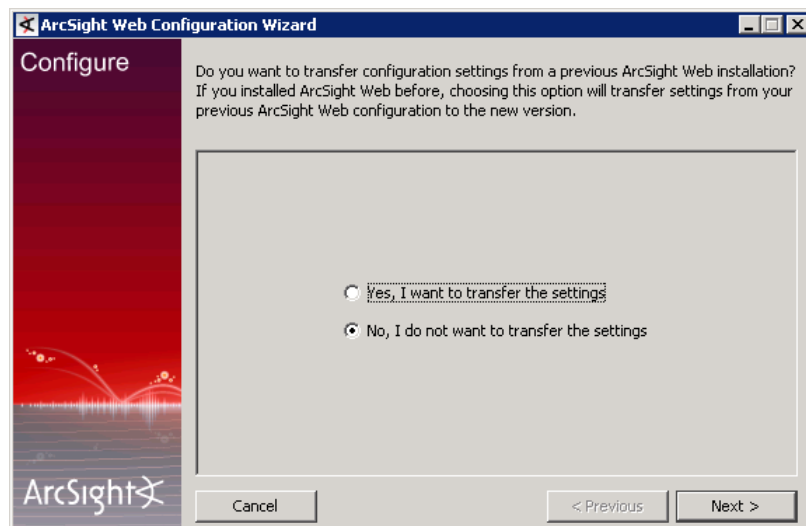 ArcSight Web Configuration Wizard
Configure
Do you want to transfer configuration settings from a previous ArcSight Web installation?
If you installed ArcSight Web before, choosing this option will transfer settings from your
previous ArcSight Web configuration to the new version.
Yes, I want to transfer the settings
No, I do not want to transfer the settings
ArcSight
Cancel
< Previous
Next >